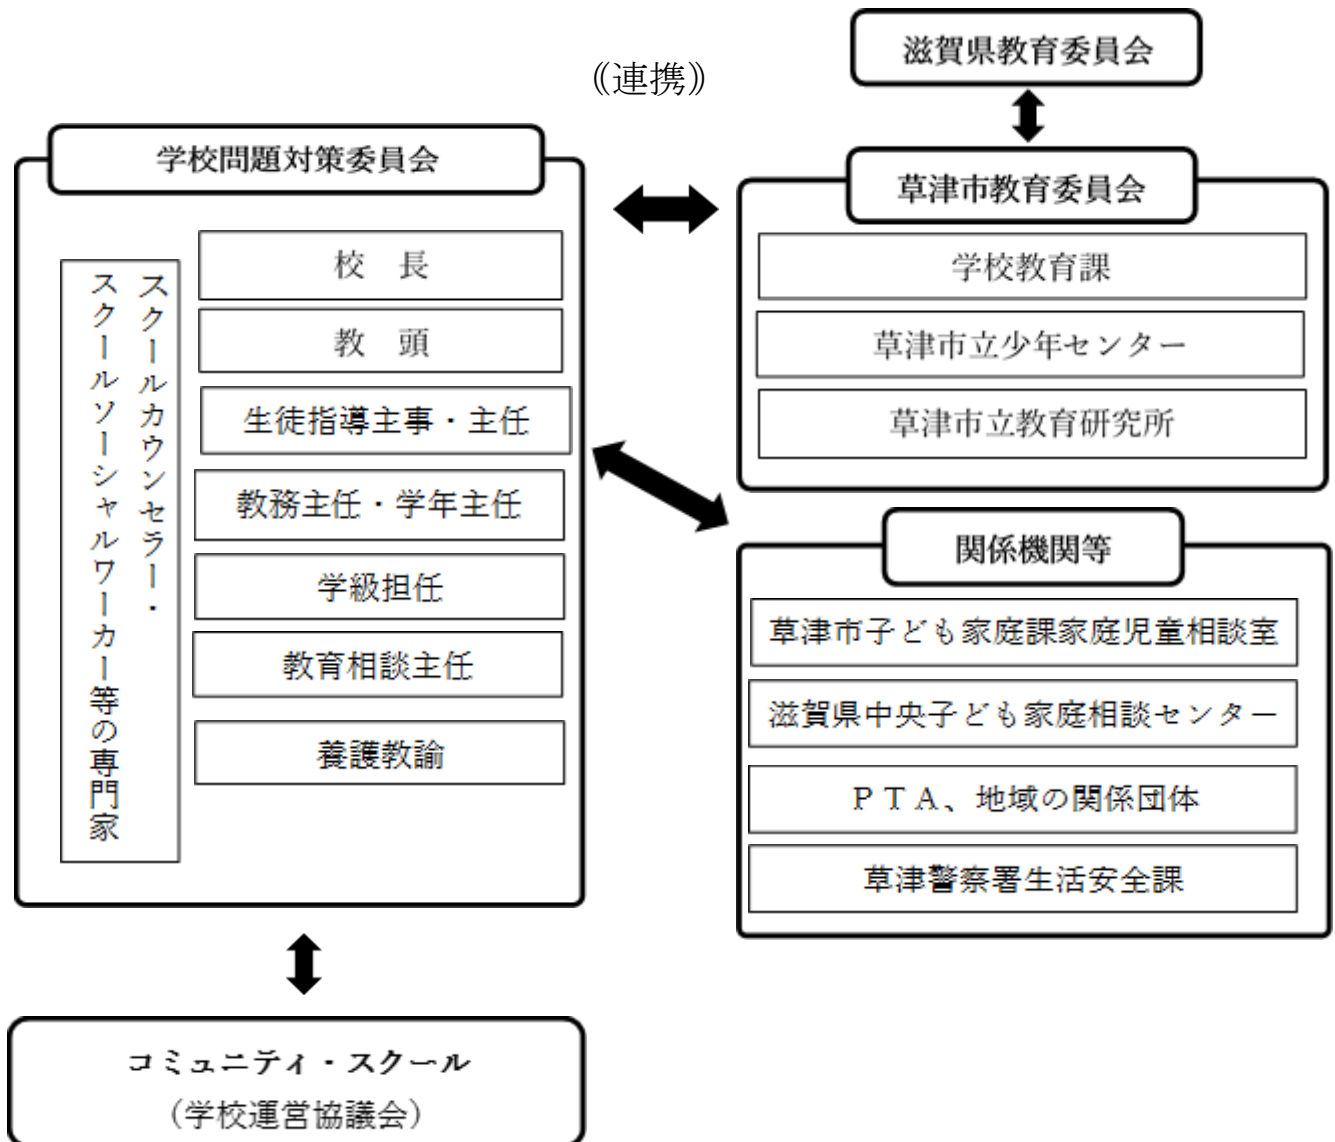 ⟪連携⟫
滋賀県教育委員会
学校問題対策委員会
スクールカウンセラー・
スクールソーシャルワーカー等の専門家
校　長
教　頭
生徒指導主事・主任
教務主任・学年主任
学級担任
教育相談主任
養護教諭
草津市教育委員会
学校教育課
草津市立少年センター
草津市立教育研究所
関係機関等
草津市子ども家庭課家庭児童相談室
滋賀県中央子ども家庭相談センター
ＰＴＡ、地域の関係団体
草津警察署生活安全課
コミュニティ・スクール
（学校運営協議会）